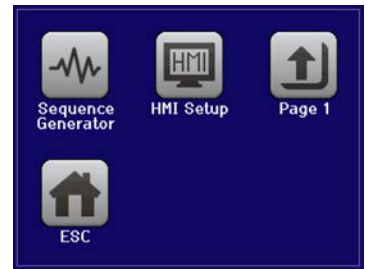 HMI
Sequence
Generator
HMI Setup
Page 1
ESC